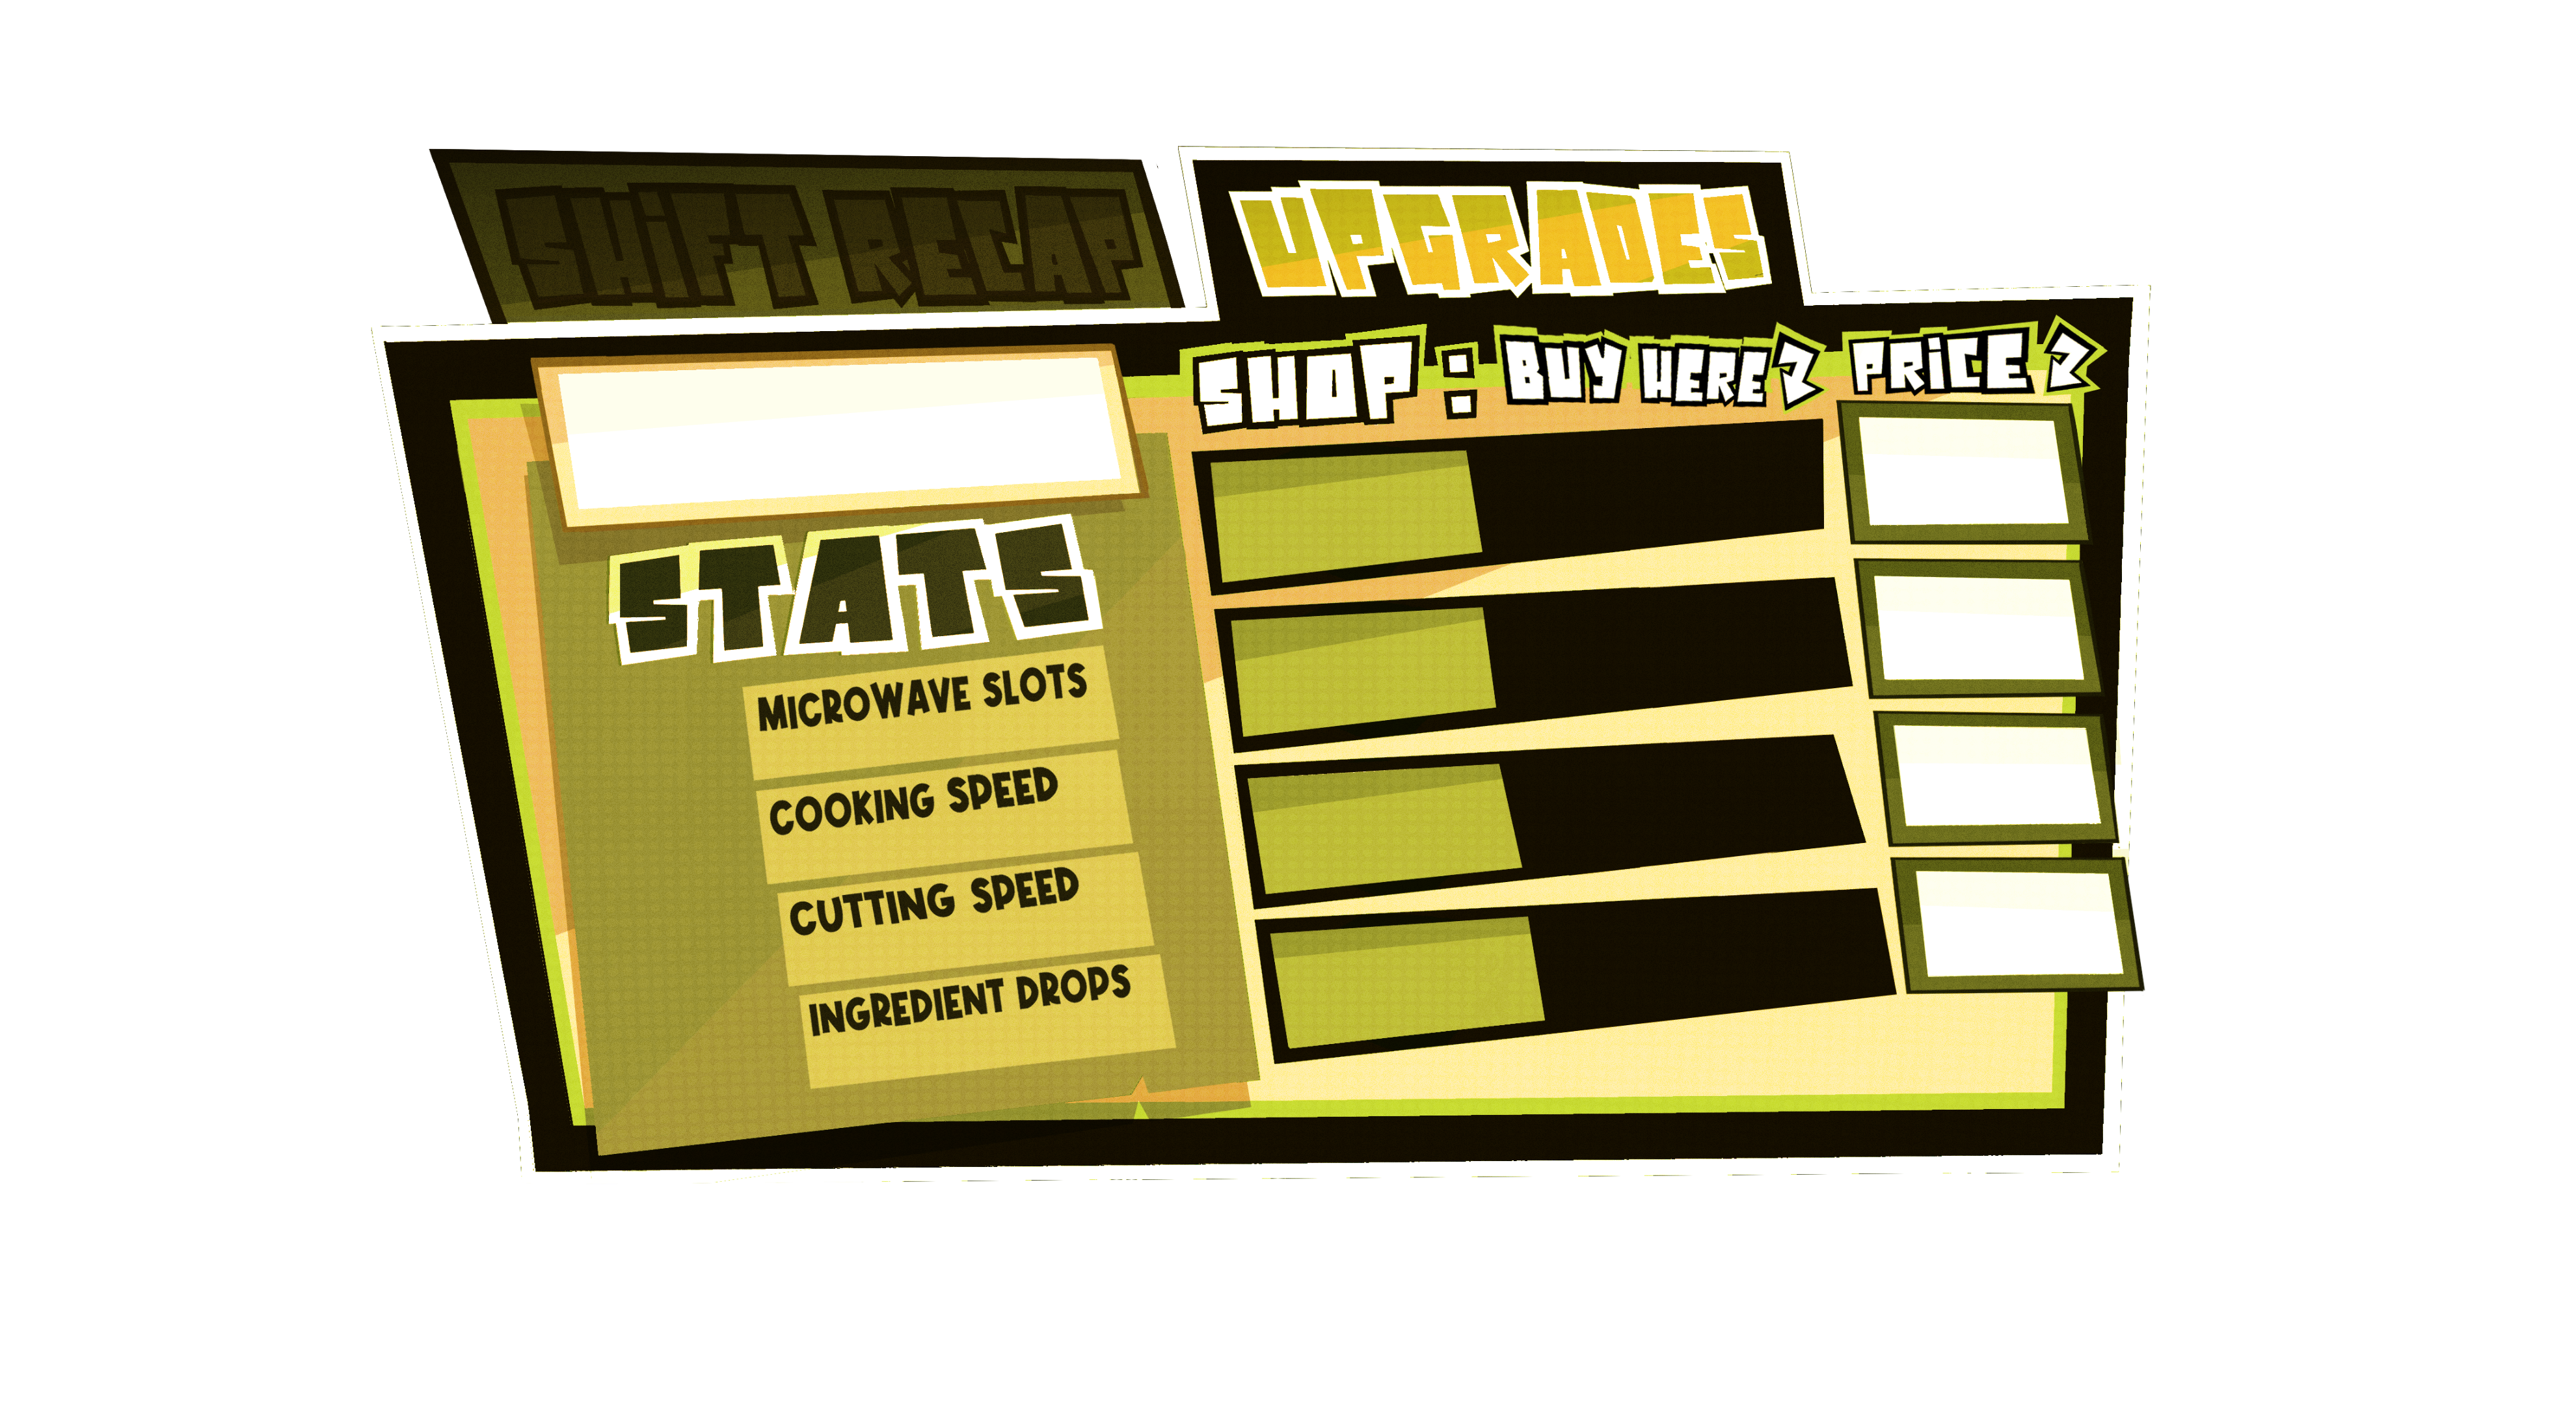 SHiFT RECAP
UPGRADES
SHOP : BUY HERE PRiCE
STATS
MICROWAVE SLOTS
COOKING SPEED
CUTTING SPEED
INGREDIENT DROPS